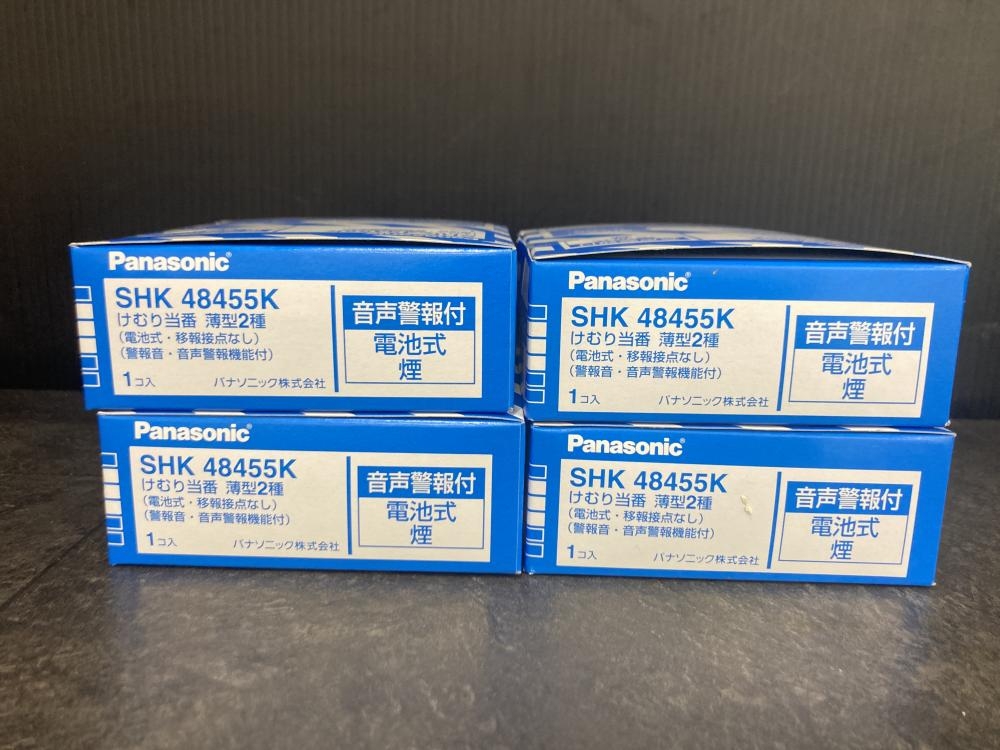 Panasonic
SHK 48455K
けむり当番 薄型2種
(電池式・移報接点なし)
(警報音・音声警報機能付)
1コ入 パナソニック株式会社
音声警報付
電池式
煙
Panasonic
SHK 48455K
けむり当番 薄型2種
(電池式・移報接点なし)
(警報音・音声警報機能付)
1コ入 パナソニック株式会社
音声警報付
電池式
煙
Panasonic
SHK 48455K
けむり当番 薄型2種
(電池式・移報接点なし)
(警報音・音声警報機能付)
1コ入 パナソニック株式会社
音声警報付
電池式
煙
Panasonic
SHK 48455K
けむり当番 薄型2種
(電池式・移報接点なし)
(警報音・音声警報機能付)
1コ入 パナソニック株式会社
音声警報付
電池式
煙